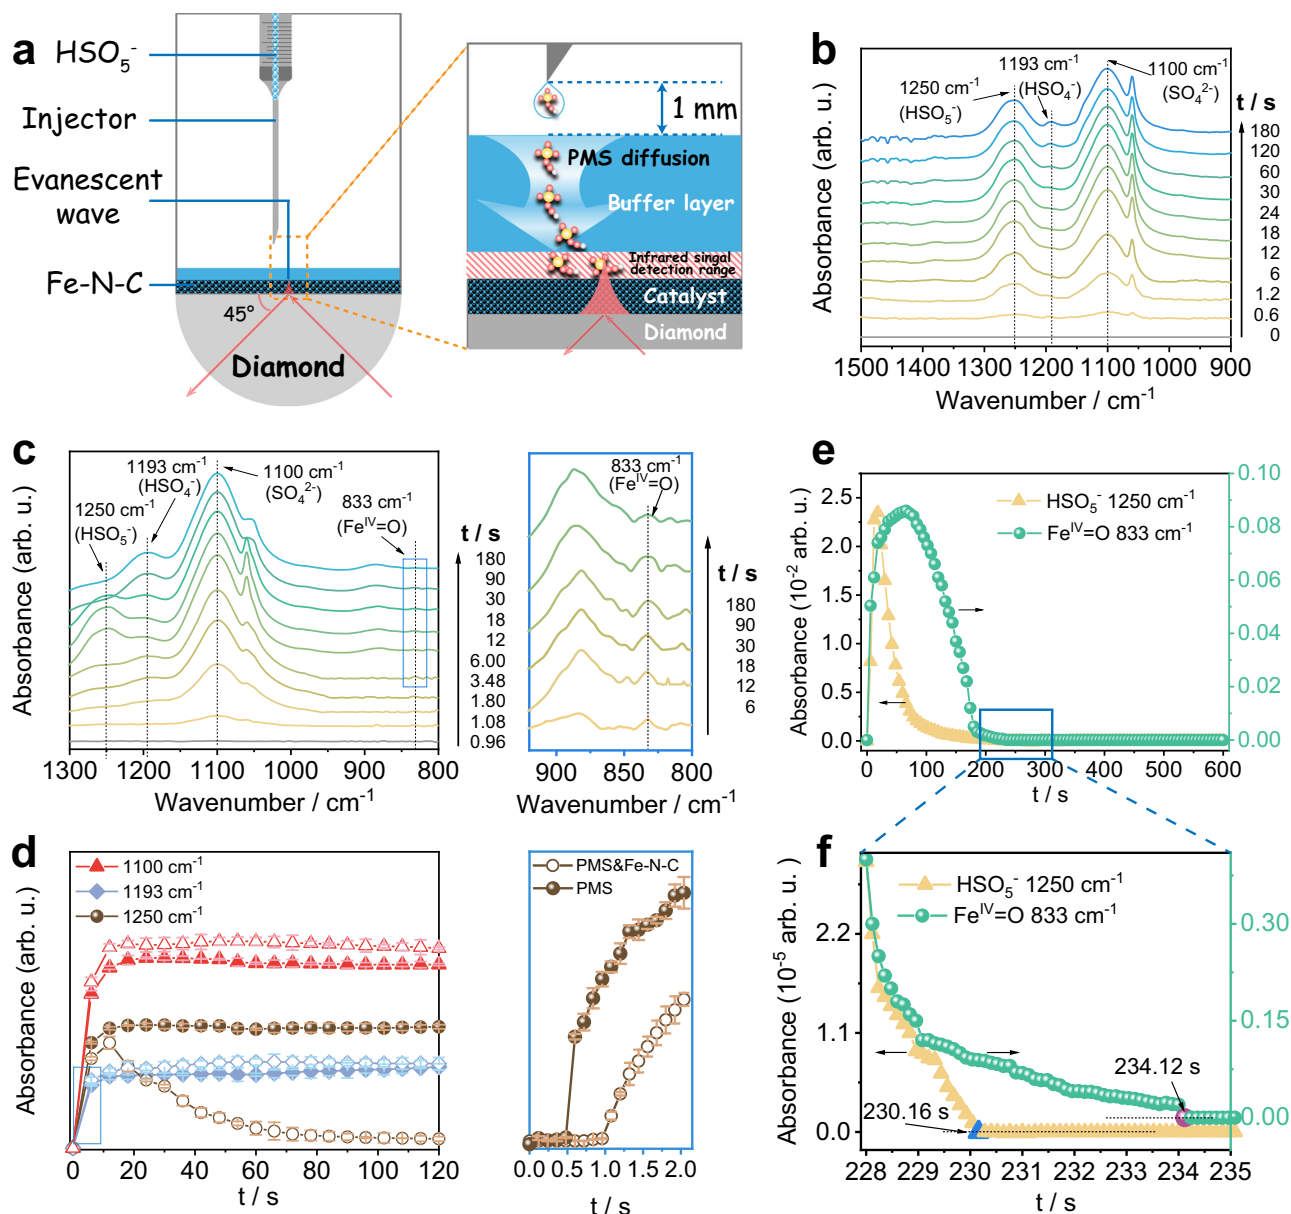 a
HSO5-
Injector
Evanescent
wave
Fe-N-C
45°
Diamond
1 mm
PMS diffusion
Buffer layer
Infrared singal
detection range
Catalyst
Diamond
b
1250 cm-1
(HSO5-)
1193 cm-1
(HSO4-)
1100 cm-1
(SO42-)
t / s
180
120
60
30
24
18
12
6
1.2
0.6
0
Absorbance (arb. u.)
1500 1400 1300 1200 1100 1000 900
Wavenumber / cm-1
c
1250 cm-1
(HSO5-)
1193 cm-1
(HSO4-)
1100 cm-1
(SO42-)
833 cm-1
(FeIV=O)
t / s
180
90
30
18
12
6.00
3.48
1.80
1.08
0.96
Absorbance (arb. u.)
1300 1200 1100 1000 900 800
Wavenumber / cm-1
833 cm-1
(FeIV=O)
t / s
180
90
30
18
12
6
900 850 800
Wavenumber / cm-1
d
1100 cm-1
1193 cm-1
1250 cm-1
Absorbance (arb. u.)
0 20 40 60 80 100 120
t / s
PMS&Fe-N-C
PMS
0.0 0.5 1.0 1.5 2.0
t / s
e
HSO5- 1250 cm-1
FeIV=O 833 cm-1
Absorbance (10-2 arb. u.)
2.5
2.0
1.5
1.0
0.5
0.0
0.10
0.08
0.06
0.04
0.02
0.00
0 100 200 300 400 500 600
t / s
f
HSO5- 1250 cm-1
FeIV=O 833 cm-1
Absorbance (10-5 arb. u.)
2.2
1.1
0.0
0.30
0.15
0.00
234.12 s
230.16 s
228 229 230 231 232 233 234 235
t / s